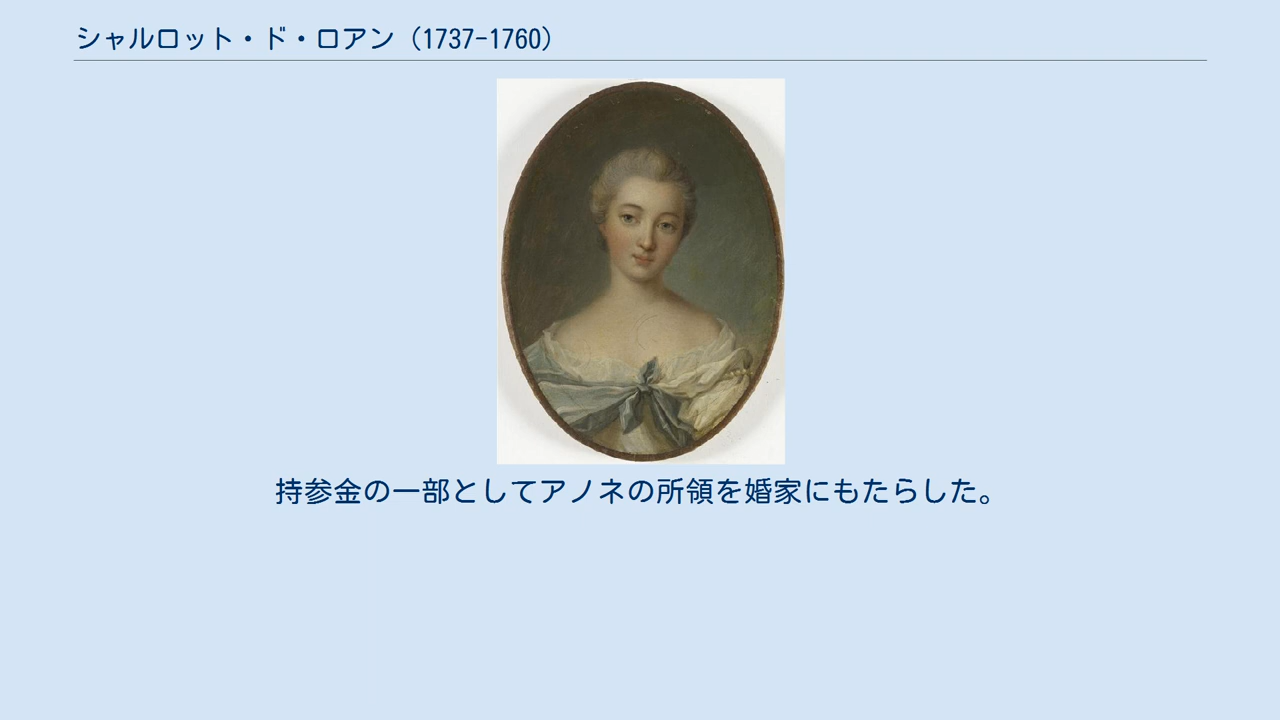 シャルロット・ド・ロアン（1737-1760）
持参金の一部としてアノネの所領を婚家にもたらした。